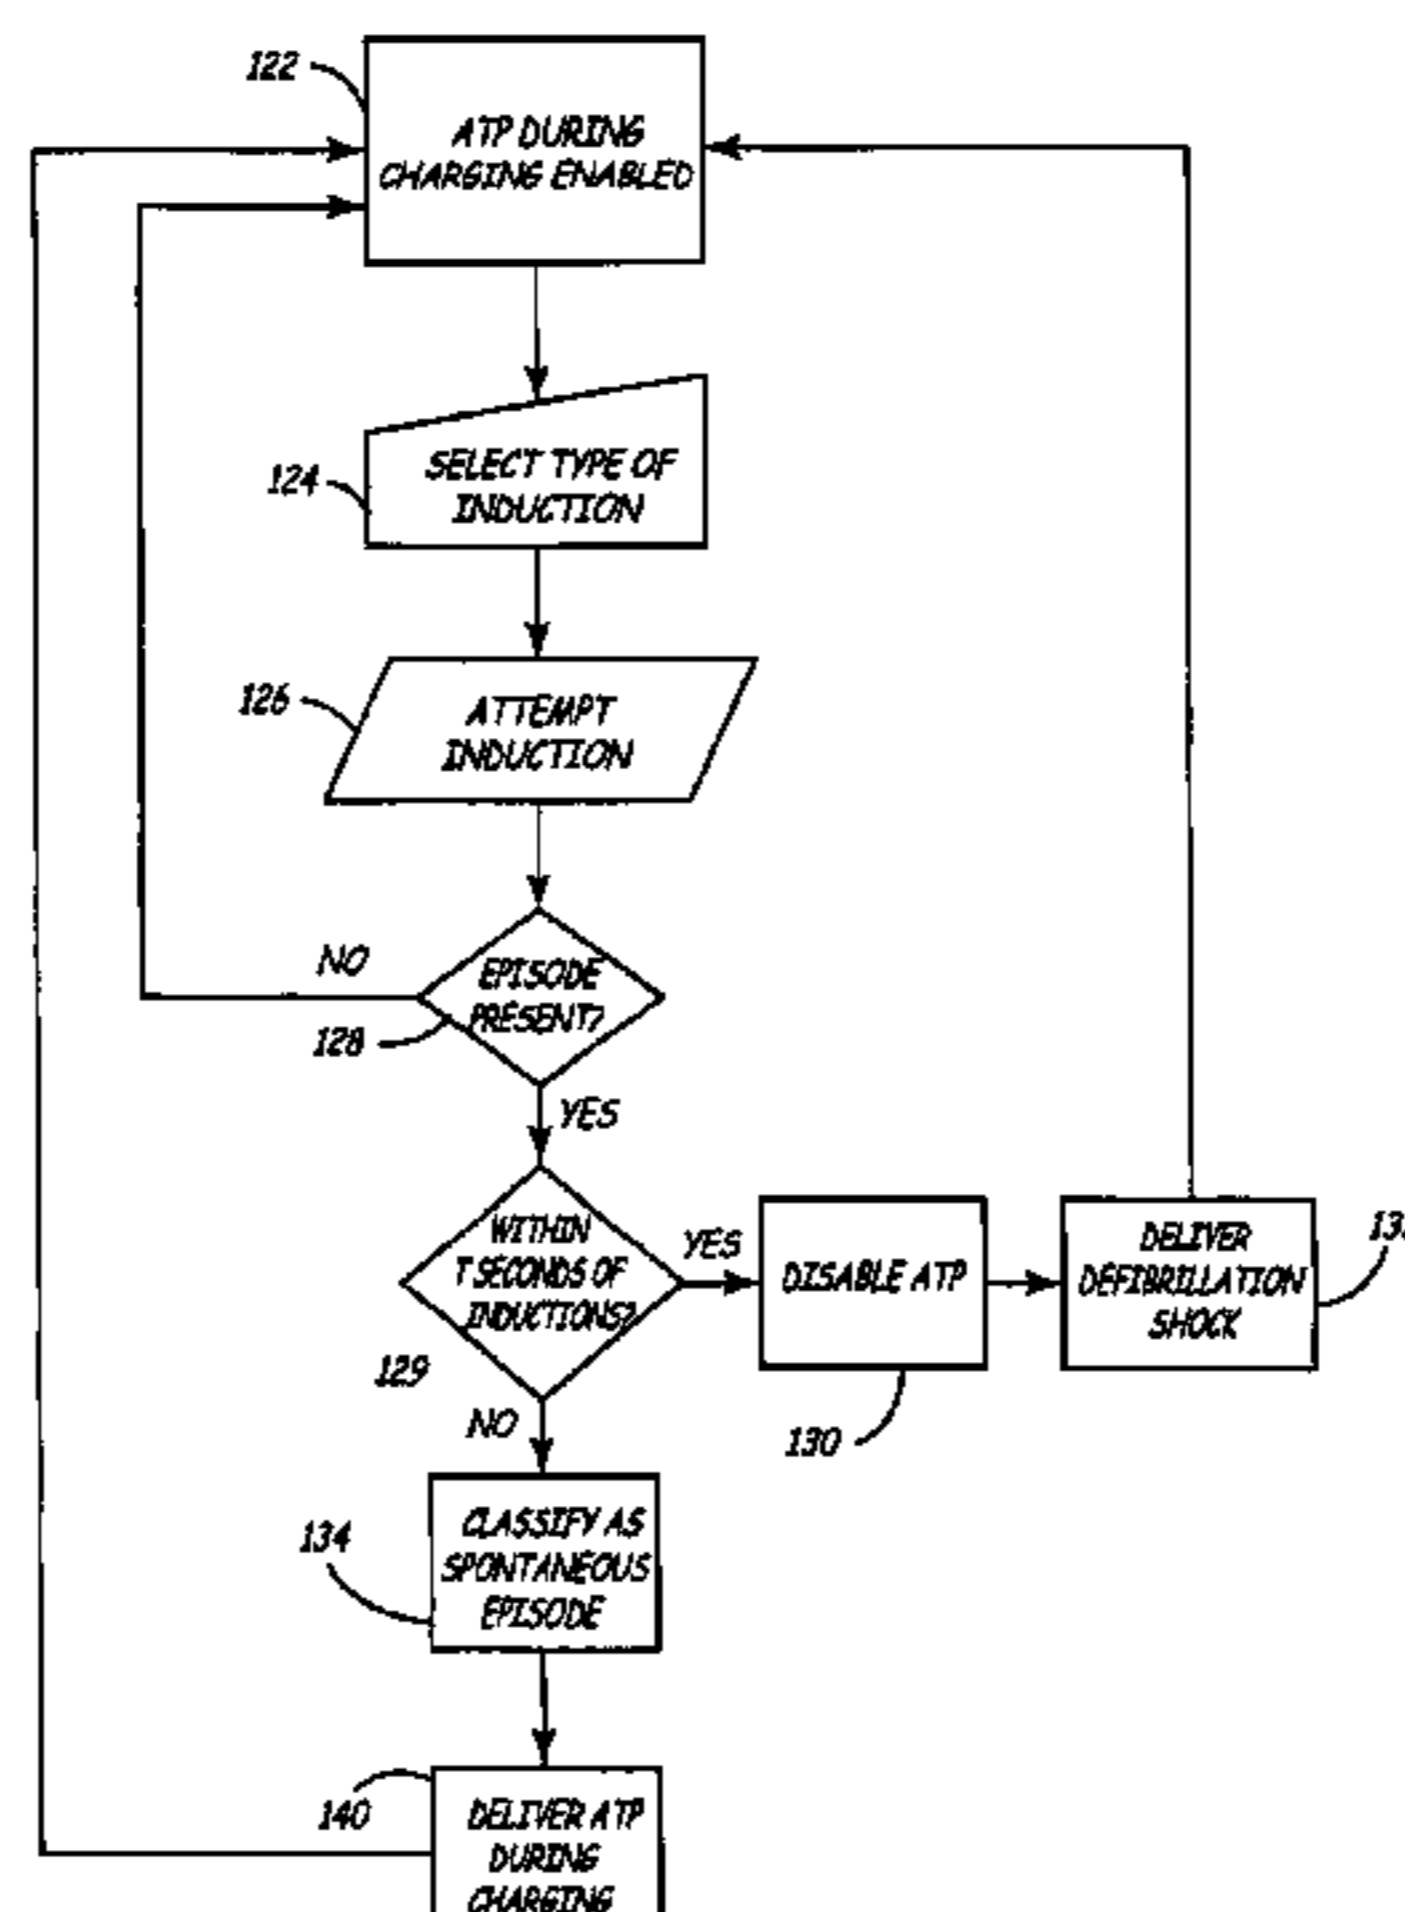 122
ATP DURING
CHARGING ENABLED
124
SELECT TYPE OF
INDUCTION
126
ATTEMPT
INDUCTION
NO
EPISODE
PRESENT?
128
YES
WITHIN
T SECONDS OF
INDUCTIONS?
129
YES
DISABLE ATP
130
DELIVER
DEFIBRILLATION
SHOCK
NO
134
CLASSIFY AS
SPONTANEOUS
EPISODE
140
DELIVER ATP
DURING
CHARGING